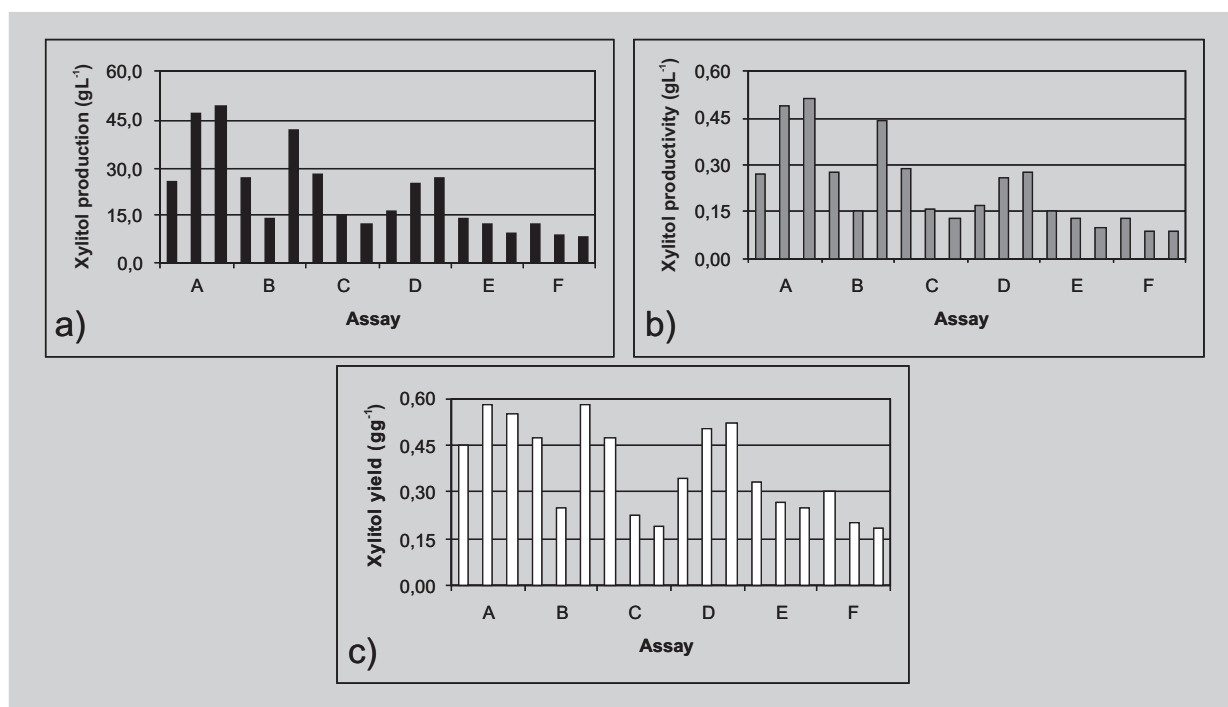 Xylitol production (gL⁻¹)
60,0
45,0
30,0
15,0
0,0
A B C D E F
Assay
a)
Xylitol productivity (gL⁻¹)
0,60
0,45
0,30
0,15
0,00
A B C D E F
Assay
b)
Xylitol yield (gg⁻¹)
0,60
0,45
0,30
0,15
0,00
A B C D E F
Assay
c)